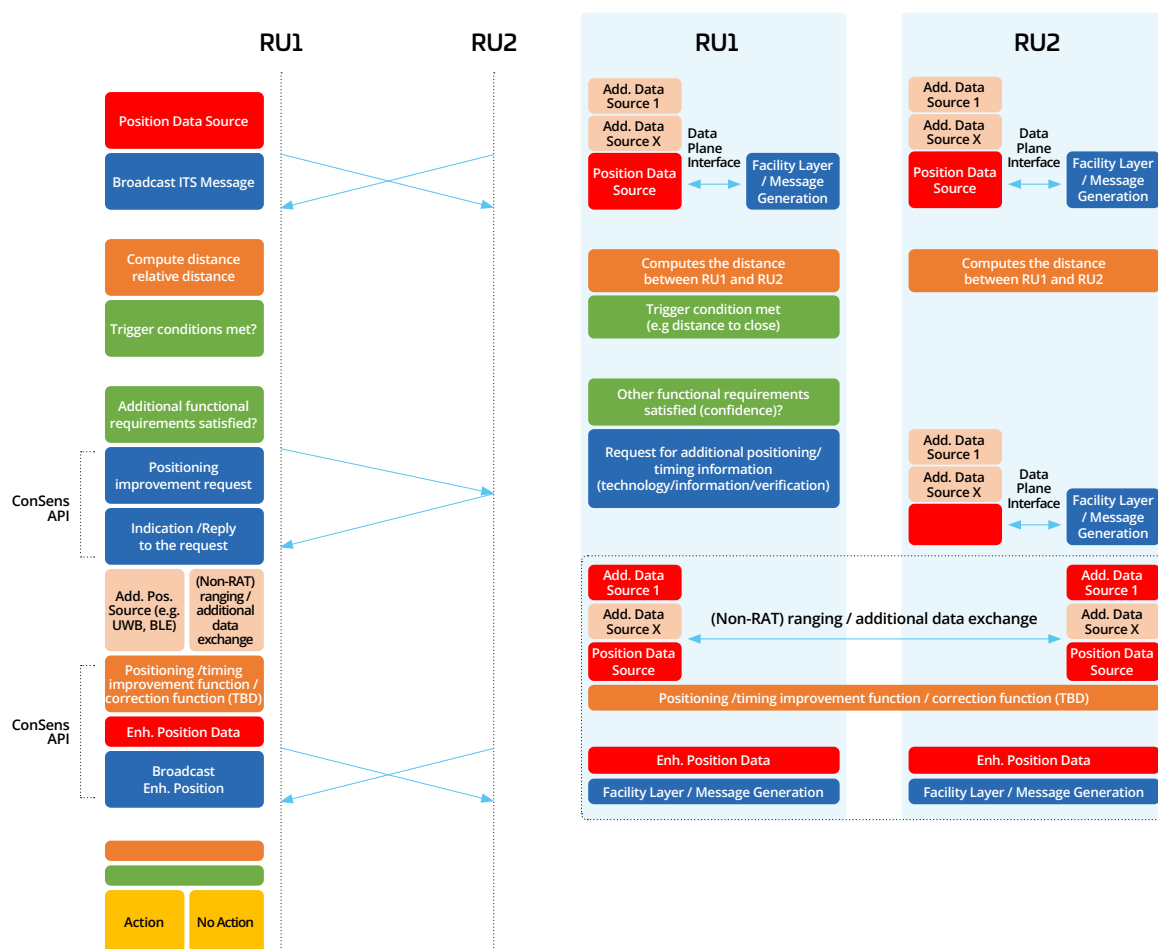 RU1
RU2
Position Data Source
Broadcast ITS Message
Compute distance
relative distance
Trigger conditions met?
Additional functional
requirements satisfied?
ConSens
API
Positioning
improvement request
Indication /Reply
to the request
Add. Pos.
Source (e.g.
UWB, BLE)
(Non-RAT)
ranging /
additional
data
exchange
ConSens
API
Positioning /timing
improvement function /
correction function (TBD)
Enh. Position Data
Broadcast
Enh. Position
Action
No Action
RU1
Add. Data
Source 1
Add. Data
Source X
Position Data
Source
Data
Plane
Interface
Facility Layer
/ Message
Generation
Computes the distance
between RU1 and RU2
Trigger condition met
(e.g distance to close)
Other functional requirements
satisfied (confidence)?
Request for additional positioning/
timing information
(technology/information/verification)
RU2
Add. Data
Source 1
Add. Data
Source X
Position Data
Source
Data
Plane
Interface
Facility Layer
/ Message
Generation
Computes the distance
between RU1 and RU2
Add. Data
Source 1
Add. Data
Source X
Data
Plane
Interface
Facility Layer
/ Message
Generation
Add. Data
Source 1
Add. Data
Source X
Position Data
Source
(Non-RAT) ranging / additional data exchange
Add. Data
Source 1
Add. Data
Source X
Position Data
Source
Positioning /timing improvement function / correction function (TBD)
Enh. Position Data
Facility Layer / Message Generation
Enh. Position Data
Facility Layer / Message Generation